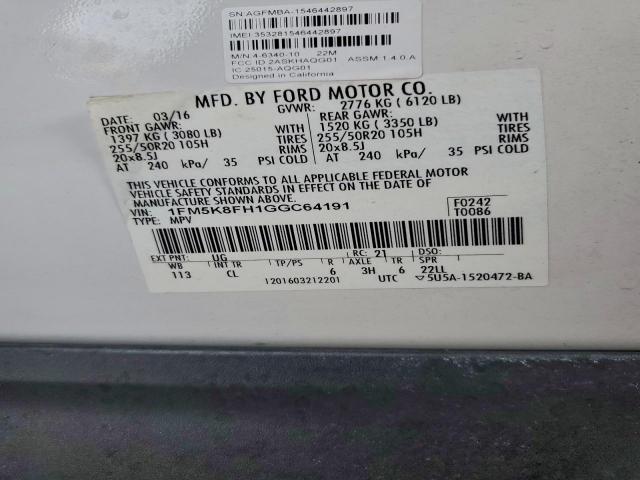 SN:AGFMBA-1546442897
IMEI 353281546442897
M/N 4-6340-10 22M
FCC ID 2ASKHAQG01 ASSM 1.4.0.A
IC:25015-AQG01
Designed in California
MFD. BY FORD MOTOR CO.
DATE: 03/16 GVWR: 2776 KG ( 6120 LB)
FRONT GAWR: REAR GAWR:
1397 KG ( 3080 LB) 1520 KG ( 3350 LB)
255/50R20 105H TIRES 255/50R20 105H TIRES
20x8.5J RIMS 20x8.5J RIMS
AT 240 kPa/ 35 PSI COLD AT 240 kPa/ 35 PSI COLD
THIS VEHICLE CONFORMS TO ALL APPLICABLE FEDERAL MOTOR
VEHICLE SAFETY STANDARDS IN EFFECT ON THE DATE OF
MANUFACTURE SHOWN ABOVE.
VIN: 1FM5K8FH1GGC64191 F0242
TYPE: MPV T0086
EXT PNT: UG RC: 21 DSO:
WB INT TR TP/PS R AXLE TR SPR
113 CL 6 3H 6 22LL
1201603212201 UTC ▽5U5A-1520472-BA